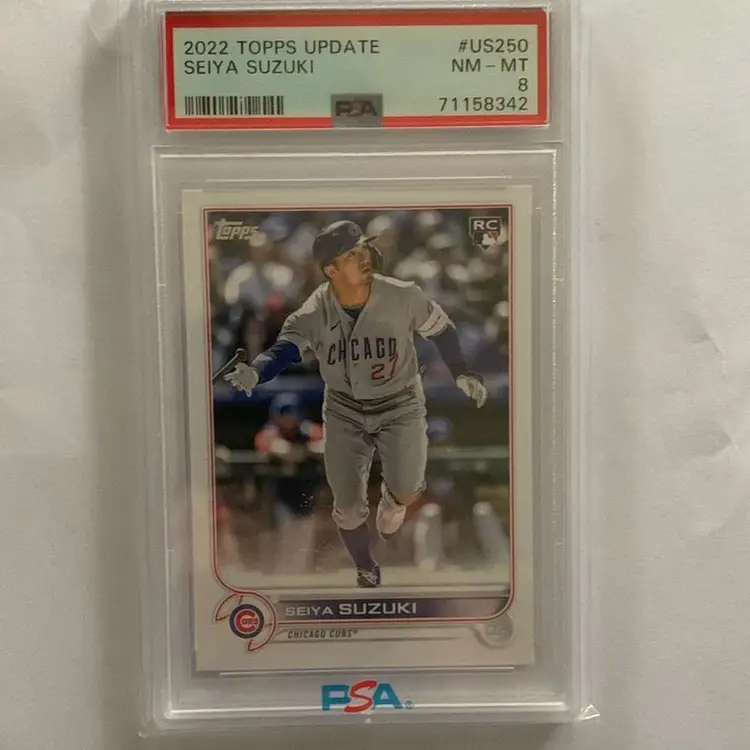 2022 TOPPS UPDATE #US250
SEIYA SUZUKI NM - MT
8
PSA 71158342
Topps RC
CHICAGO
27
SEIYA SUZUKI
CUBS
CHICAGO CUBS®
PSA®